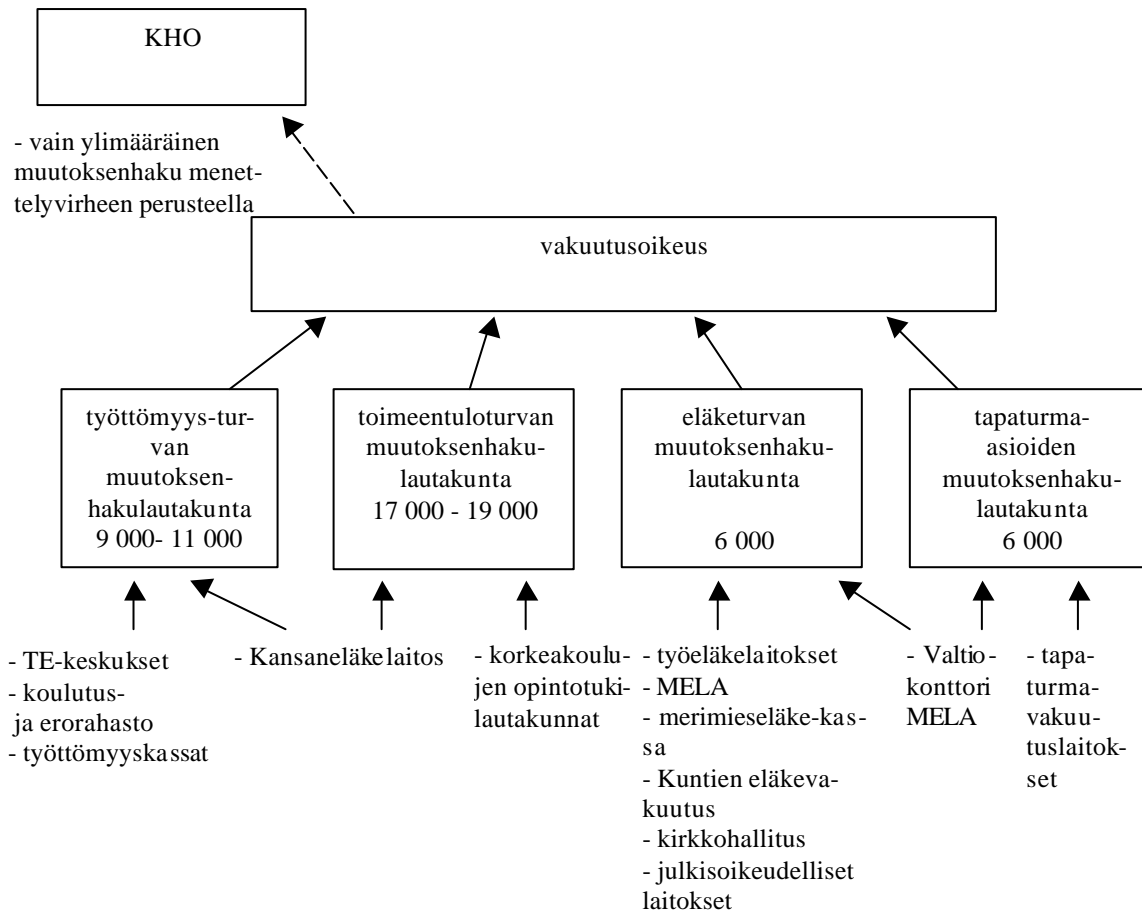 KHO
- vain ylimääräinen
muutoksenhaku menet-
telyvirheen perusteella
vakuutusoikeus
työttömyys-tur-
van
muutoksen-
hakulautakunta
9 000- 11 000
toimeentuloturvan
muutoksenhaku-
lautakunta
17 000 - 19 000
eläketurvan
muutoksenhaku-
lautakunta
6 000
tapaturma-
asioiden
muutoksenhaku-
lautakunta
6 000
- TE-keskukset
- koulutus-
ja erorahasto
- työttömyyskassat
- Kansaneläkelaitos
- korkeakoulu-
jen opintotuki-
lautakunnat
- työeläkelaitokset
- MELA
- merimieseläke-kas-
sa
- Kuntien eläkeva-
kuutus
- kirkkohallitus
- julkisoikeudelliset
laitokset
- Valtio-
konttori
MELA
- tapa-
turma-
vakuu-
tuslaitok-
set